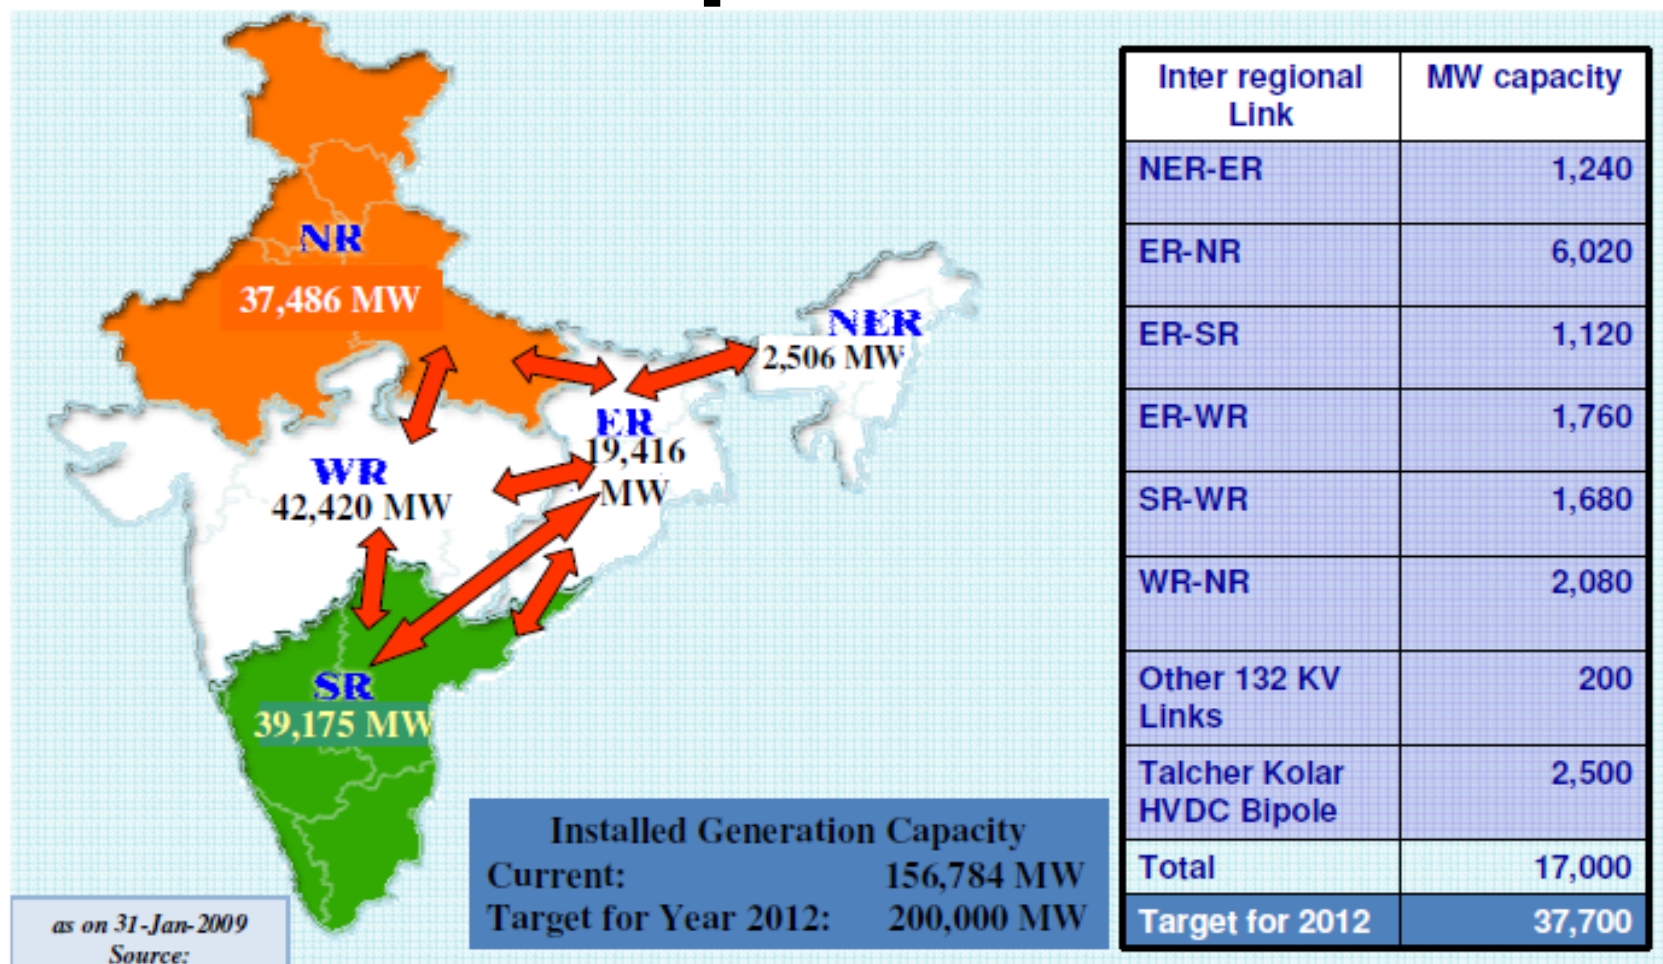 NR
37,486 MW
NER
2,506 MW
ER
19,416
MW
WR
42,420 MW
SR
39,175 MW
Installed Generation Capacity
Current: 156,784 MW
Target for Year 2012: 200,000 MW
as on 31-Jan-2009
Source:
Inter regional MW capacity
Link
NER-ER 1,240
ER-NR 6,020
ER-SR 1,120
ER-WR 1,760
SR-WR 1,680
WR-NR 2,080
Other 132 KV 200
Links
Talcher Kolar 2,500
HVDC Bipole
Total 17,000
Target for 2012 37,700